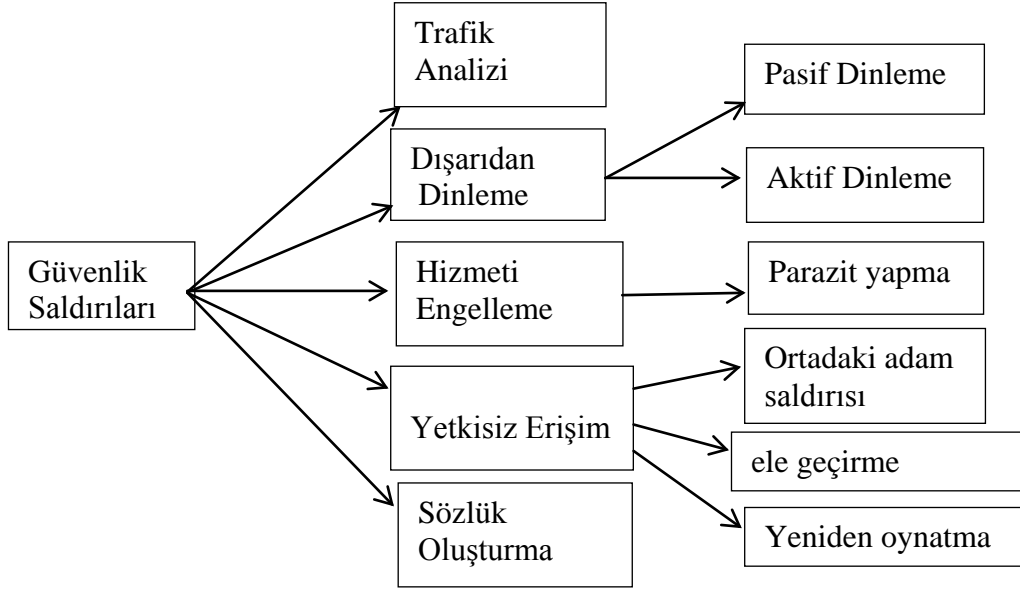 Güvenlik
Saldırıları
Trafik
Analizi
Dışarıdan
Dinleme
Hizmeti
Engelleme
Yetkisiz Erişim
Sözlük
Oluşturma
Pasif Dinleme
Aktif Dinleme
Parazit yapma
Ortadaki adam
saldırısı
ele geçirme
Yeniden oynatma